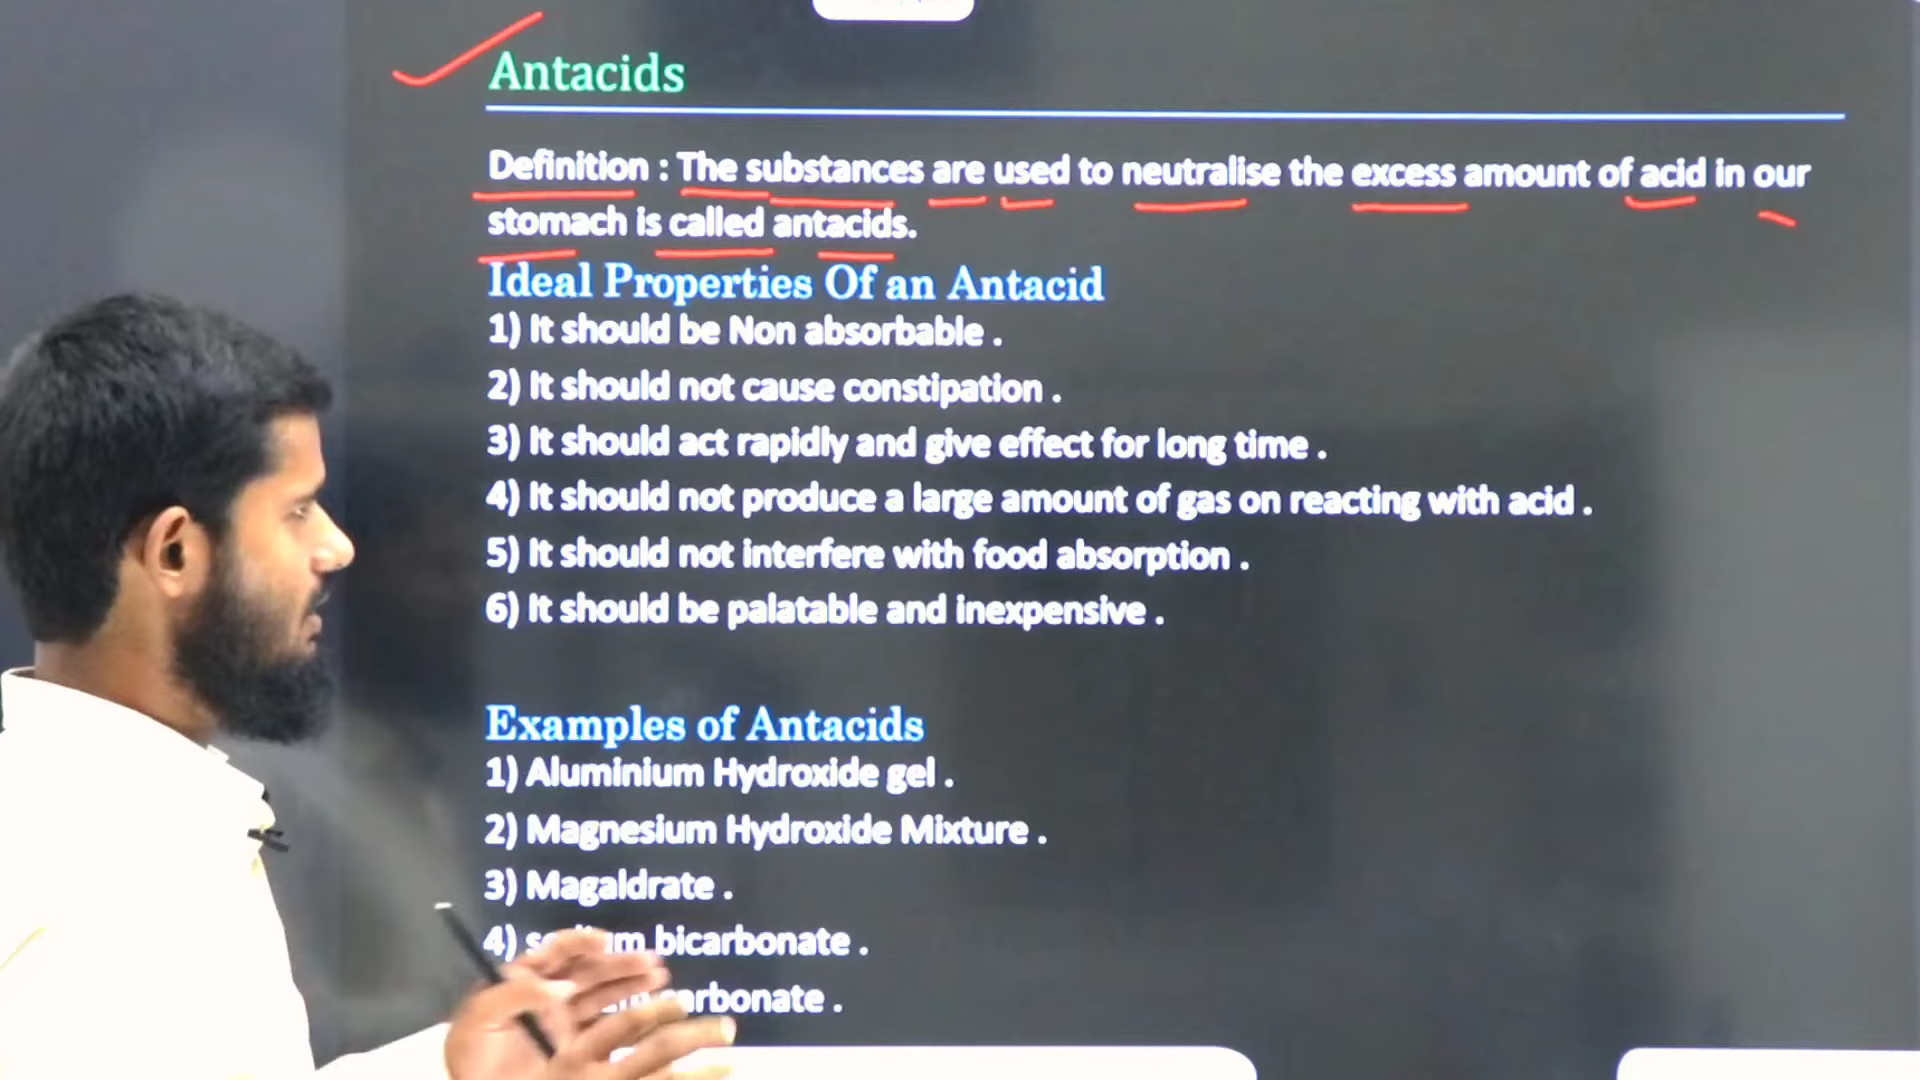 Antacids
Definition : The substances are used to neutralise the excess amount of acid in our
stomach is called antacids.
Ideal Properties Of an Antacid
1) It should be Non absorbable .
2) It should not cause constipation .
3) It should act rapidly and give effect for long time .
4) It should not produce a large amount of gas on reacting with acid .
5) It should not interfere with food absorption .
6) It should be palatable and inexpensive .
Examples of Antacids
1) Aluminium Hydroxide gel .
2) Magnesium Hydroxide Mixture .
3) Magaldrate .
4) bicarbonate .
carbonate .